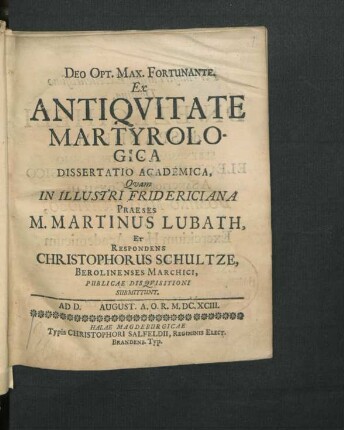 DEO OPT. MAX. FORTUNANTE.
Ex
ANTIQVITATE
MARTYROLO-
GICA
DISSERTATIO ACADEMICA,
Quam
IN ILLUSTRI FRIDERICIANA
PRAESES
M. MARTINUS LUBATH,
ET
RESPONDENS
CHRISTOPHORUS SCHULTZE,
BEROLINENSES MARCHICI,
PUBLICAE DISQVISITIONI
SUBMITTUNT.
AD D. AUGUST. A. O. R. M. DC. XCIII.
HALAE MAGDEBURGICAE
Typis CHRISTOPHORI SALFELDII, REGIMINIS ELECT.
BRANDENB. Typ.